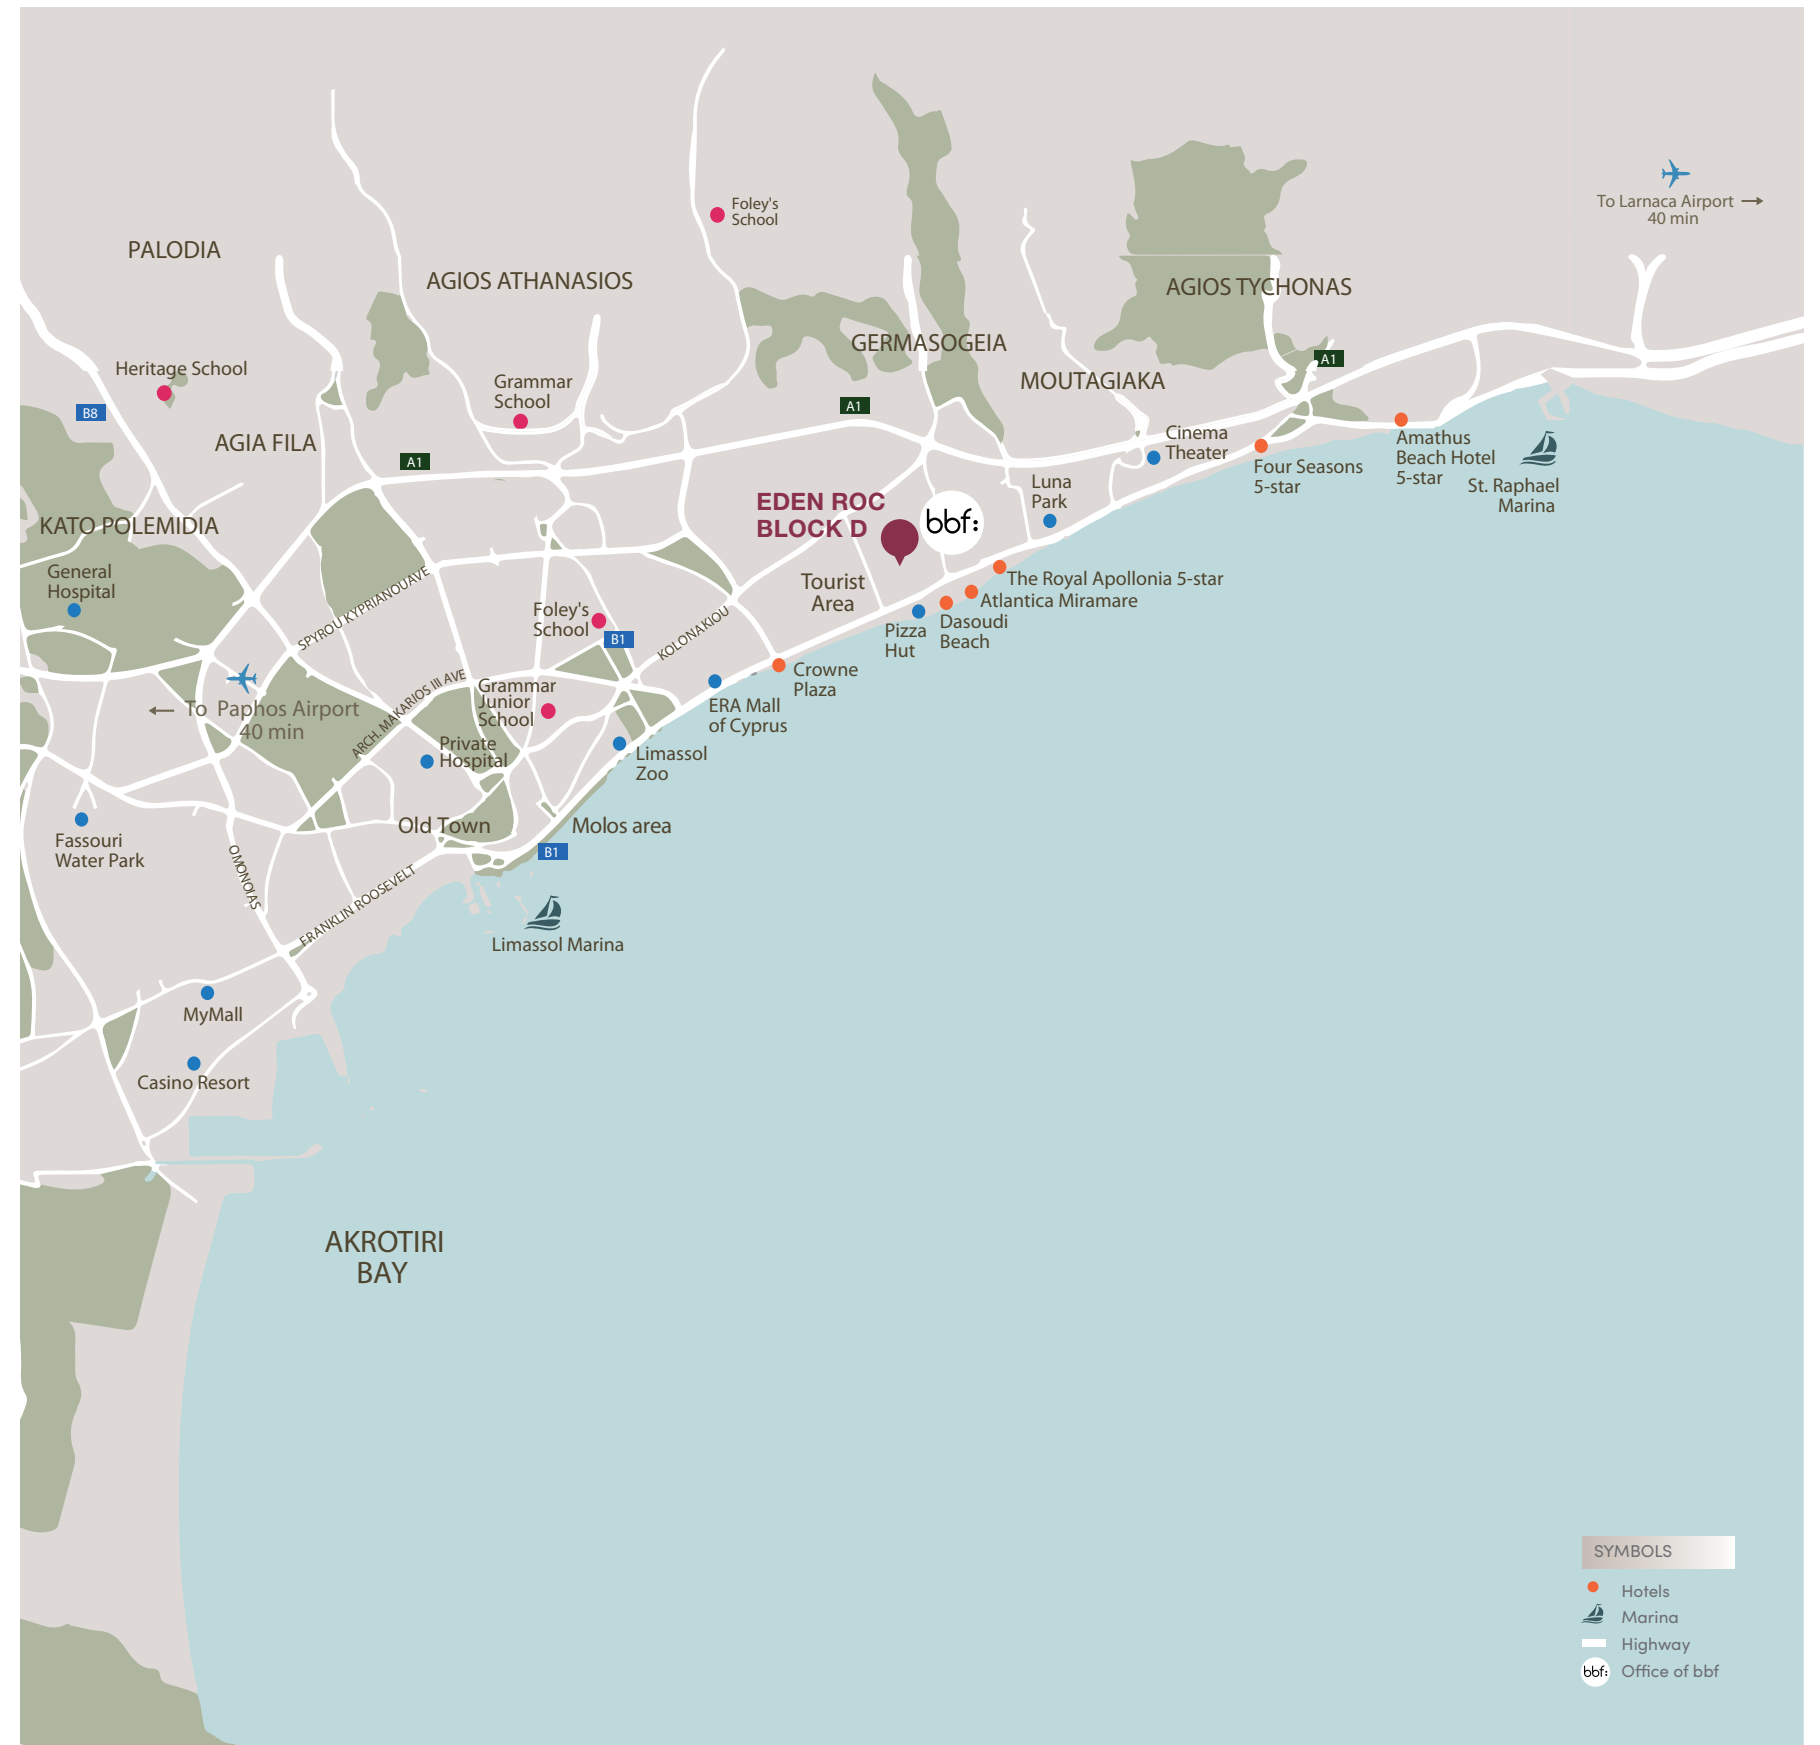 To Larnaca Airport →
40 min
Foley's
School
PALODIA
AGIOS ATHANASIOS
AGIOS TYCHONAS
GERMASOGEIA
A1
Heritage School
MOUTAGIAKA
Grammar
School
B8
A1
AGIA FILA
A1
Cinema
Theater
Amathus
Beach Hotel
5-star
Four Seasons
5-star
St. Raphael
Marina
Luna
Park
EDEN ROC
BLOCK D
bbf:
KATO POLEMIDIA
General
Hospital
SPYROU KYPRIANOUAVE
Tourist
Area
The Royal Apollonia 5-star
Atlantica Miramare
Dasoudi
Beach
Pizza
Hut
Foley's
School
B1
KOLONAKIOU
Crowne
Plaza
ERA Mall
of Cyprus
ARCH. MAKARIOS III AVE
Grammar
Junior
School
← To Paphos Airport
40 min
Private
Hospital
Limassol
Zoo
Old Town
Molos area
B1
Fassouri
Water Park
OMONOIAS
FRANKLIN ROOSEVELT
Limassol Marina
MyMall
Casino Resort
AKROTIRI
BAY
SYMBOLS
Hotels
Marina
Highway
bbf: Office of bbf